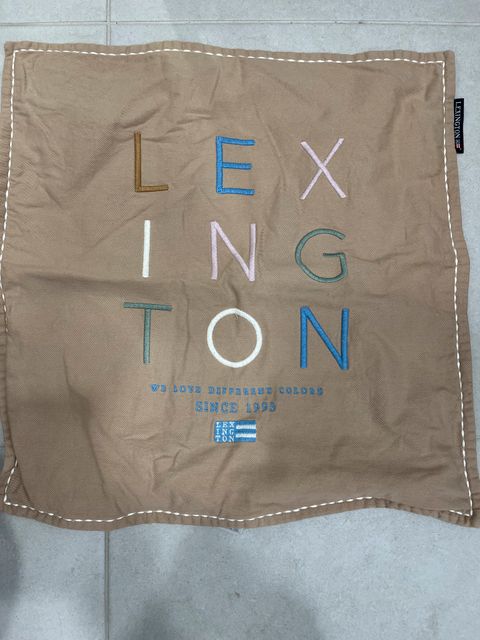 LEX
ING
TON
WE LOVE DIFFERENT COLORS
SINCE 1993
LEX
ING
TON
LEXINGTON